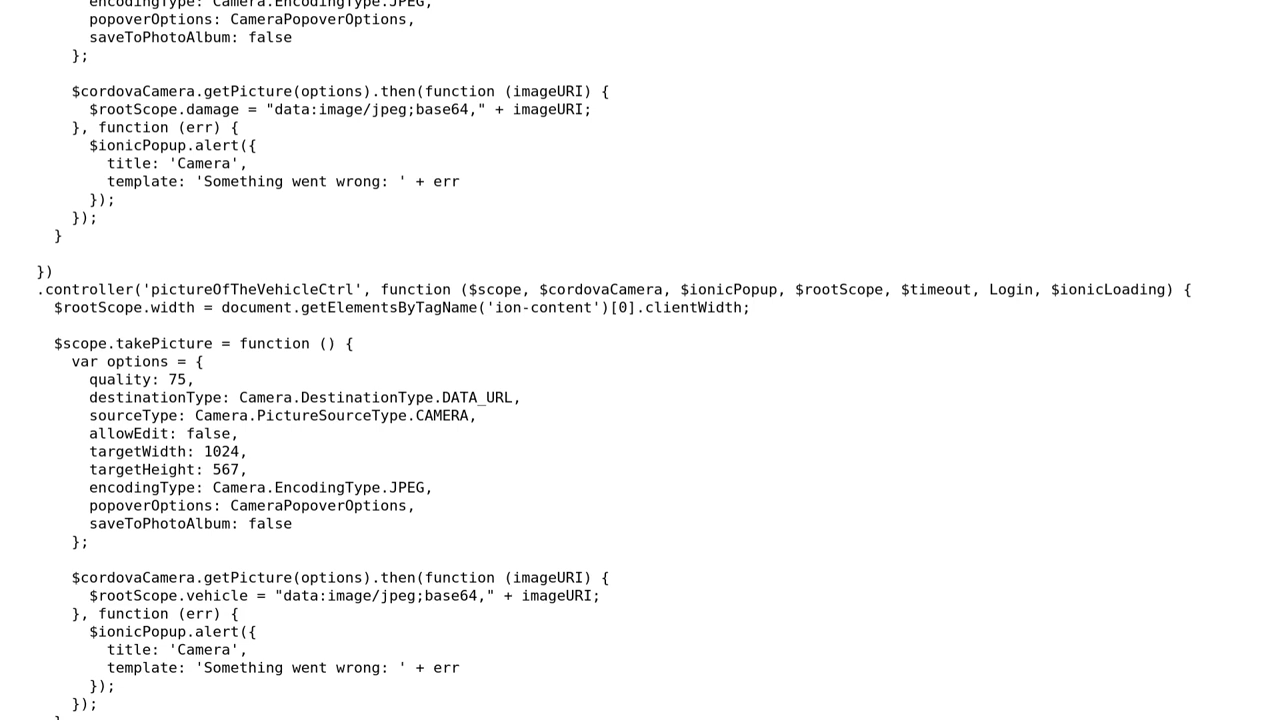 encodingType: Camera.EncodingType.JPEG,
popoverOptions: CameraPopoverOptions,
saveToPhotoAlbum: false
};
$cordovaCamera.getPicture(options).then(function (imageURI) {
$rootScope.damage = "data:image/jpeg;base64," + imageURI;
}, function (err) {
$ionicPopup.alert({
title: 'Camera',
template: 'Something went wrong: ' + err
});
});
}
})
.controller('pictureOfTheVehicleCtrl', function ($scope, $cordovaCamera, $ionicPopup, $rootScope, $timeout, Login, $ionicLoading) {
$rootScope.width = document.getElementsByTagName('ion-content')[0].clientWidth;
$scope.takePicture = function () {
var options = {
quality: 75,
destinationType: Camera.DestinationType.DATA_URL,
sourceType: Camera.PictureSourceType.CAMERA,
allowEdit: false,
targetWidth: 1024,
targetHeight: 567,
encodingType: Camera.EncodingType.JPEG,
popoverOptions: CameraPopoverOptions,
saveToPhotoAlbum: false
};
$cordovaCamera.getPicture(options).then(function (imageURI) {
$rootScope.vehicle = "data:image/jpeg;base64," + imageURI;
}, function (err) {
$ionicPopup.alert({
title: 'Camera',
template: 'Something went wrong: ' + err
});
});
}